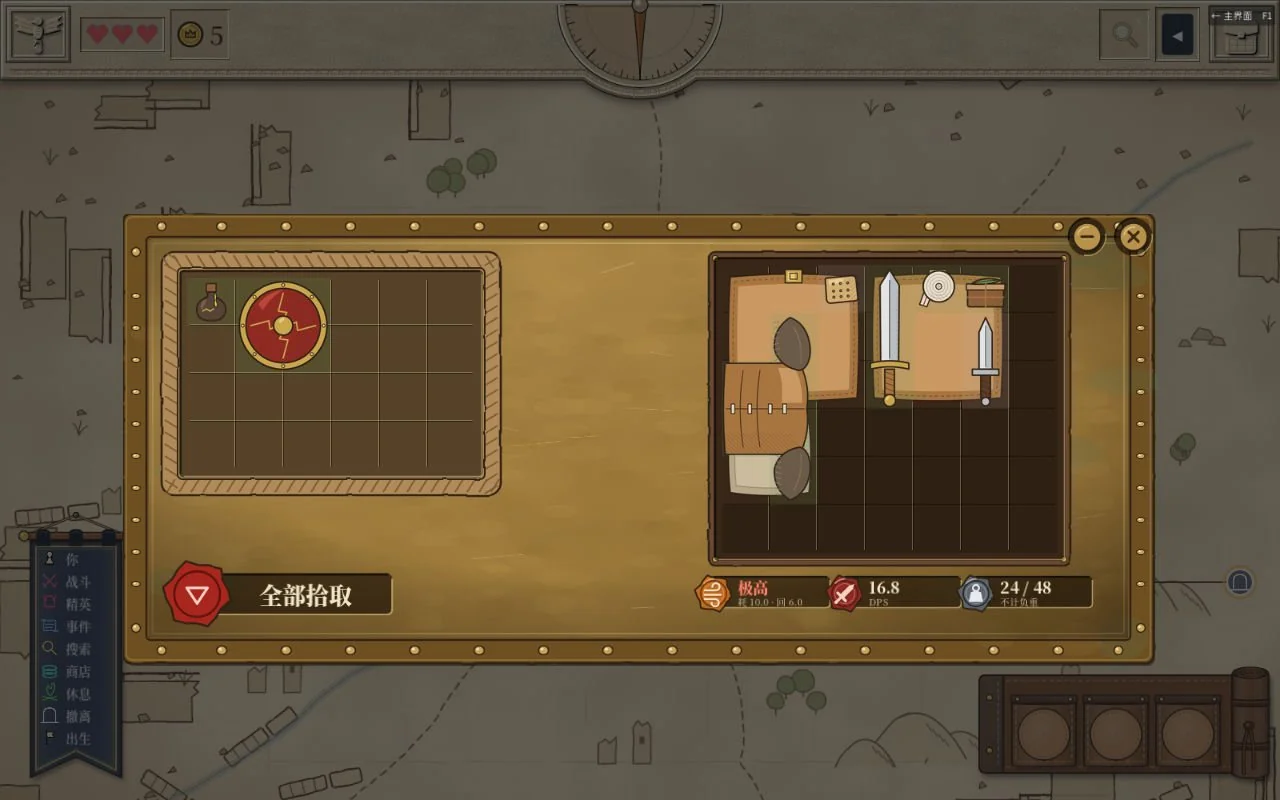 5
← 主界面 F1
全部拾取
极高
耗 10.0 · 回 6.0
16.8
DPS
24 / 48
不计负重
你
战斗
精英
事件
搜索
商店
休息
撤离
出生